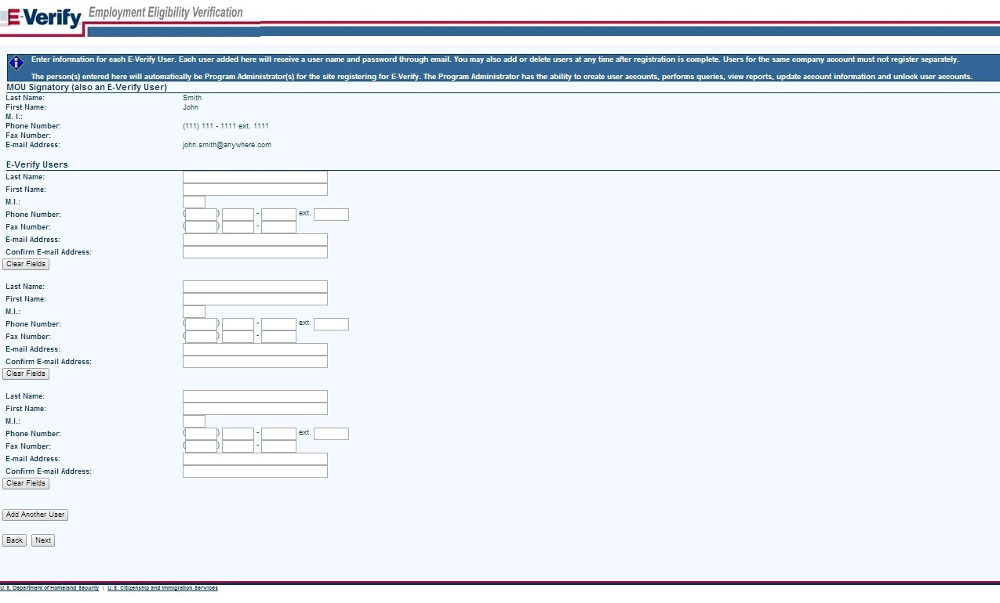 E-Verify Employment Eligibility Verification
Enter information for each E-Verify User. Each user added here will receive a user name and password through email. You may also add or delete users at any time after registration is complete. Users for the same company account must not register separately.
The person(s) entered here will automatically be Program Administrator(s) for the site registering for E-Verify. The Program Administrator has the ability to create user accounts, performs queries, view reports, update account information and unlock user accounts.
MOU Signatory (also an E-Verify User)
Last Name: Smith
First Name: John
M. I.:
Phone Number: (111) 111 - 1111 ext. 1111
Fax Number:
E-mail Address: john.smith@anywhere.com
E-Verify Users
Last Name:
First Name:
M.I.:
Phone Number: ( ) - ext.
Fax Number: ( ) -
E-mail Address:
Confirm E-mail Address:
Clear Fields
Last Name:
First Name:
M.I.:
Phone Number: ( ) - ext.
Fax Number: ( ) -
E-mail Address:
Confirm E-mail Address:
Clear Fields
Last Name:
First Name:
M.I.:
Phone Number: ( ) - ext.
Fax Number: ( ) -
E-mail Address:
Confirm E-mail Address:
Clear Fields
Add Another User
Back Next
U.S. Department of Homeland Security | U.S. Citizenship and Immigration Services